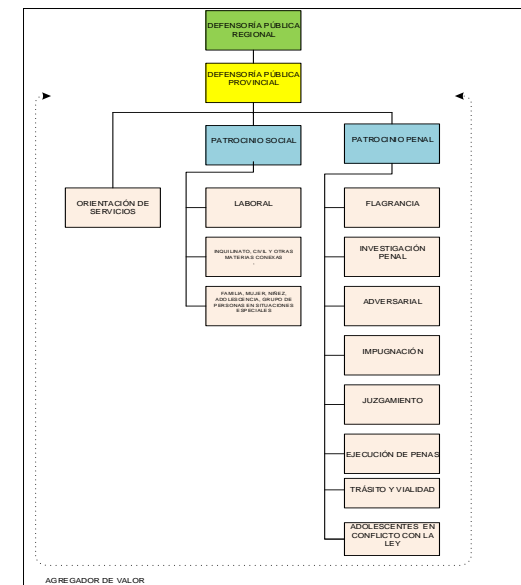 DEFENSORÍA PÚBLICA
REGIONAL
DEFENSORÍA PÚBLICA
PROVINCIAL
PATROCINIO SOCIAL
PATROCINIO PENAL
ORIENTACIÓN DE
SERVICIOS
LABORAL
INQUILINATO, CIVIL Y OTRAS
MATERIAS CONEXAS
.
FAMILIA, MUJER, NIÑEZ,
ADOLESCENCIA, GRUPO DE
PERSONAS EN SITUACIONES
ESPECIALES
FLAGRANCIA
INVESTIGACIÓN
PENAL
ADVERSARIAL
IMPUGNACIÓN
JUZGAMIENTO
EJECUCIÓN DE PENAS
TRÁSITO Y VIALIDAD
ADOLESCENTES EN
CONFLICTO CON LA
LEY
AGREGADOR DE VALOR